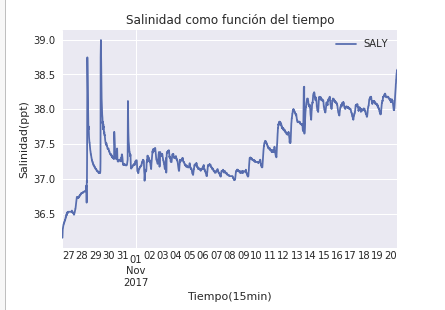 Salinidad como función del tiempo
SALY
39.0
38.5
38.0
37.5
37.0
36.5
Salinidad(ppt)
27 28 29 30 31 01 02 03 04 05 06 07 08 09 10 11 12 13 14 15 16 17 18 19 20
Nov
2017
Tiempo(15min)